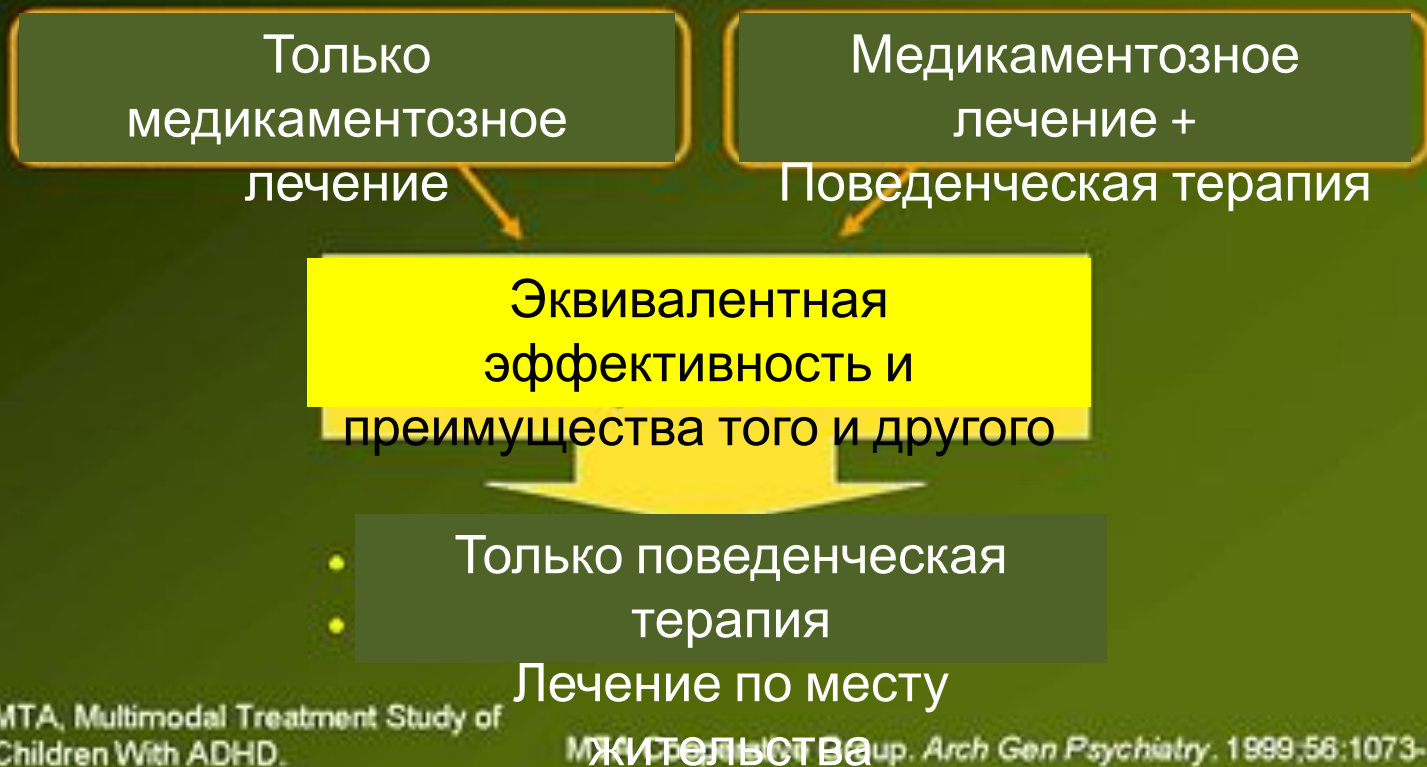 Только
медикаментозное
лечение
Медикаментозное
лечение +
Поведенческая терапия
Эквивалентная
эффективность и
преимущества того и другого
Только поведенческая
терапия
Лечение по месту
жительства
MTA, Multimodal Treatment Study of
Children With ADHD.
Arch Gen Psychiatry. 1999;56:1073-